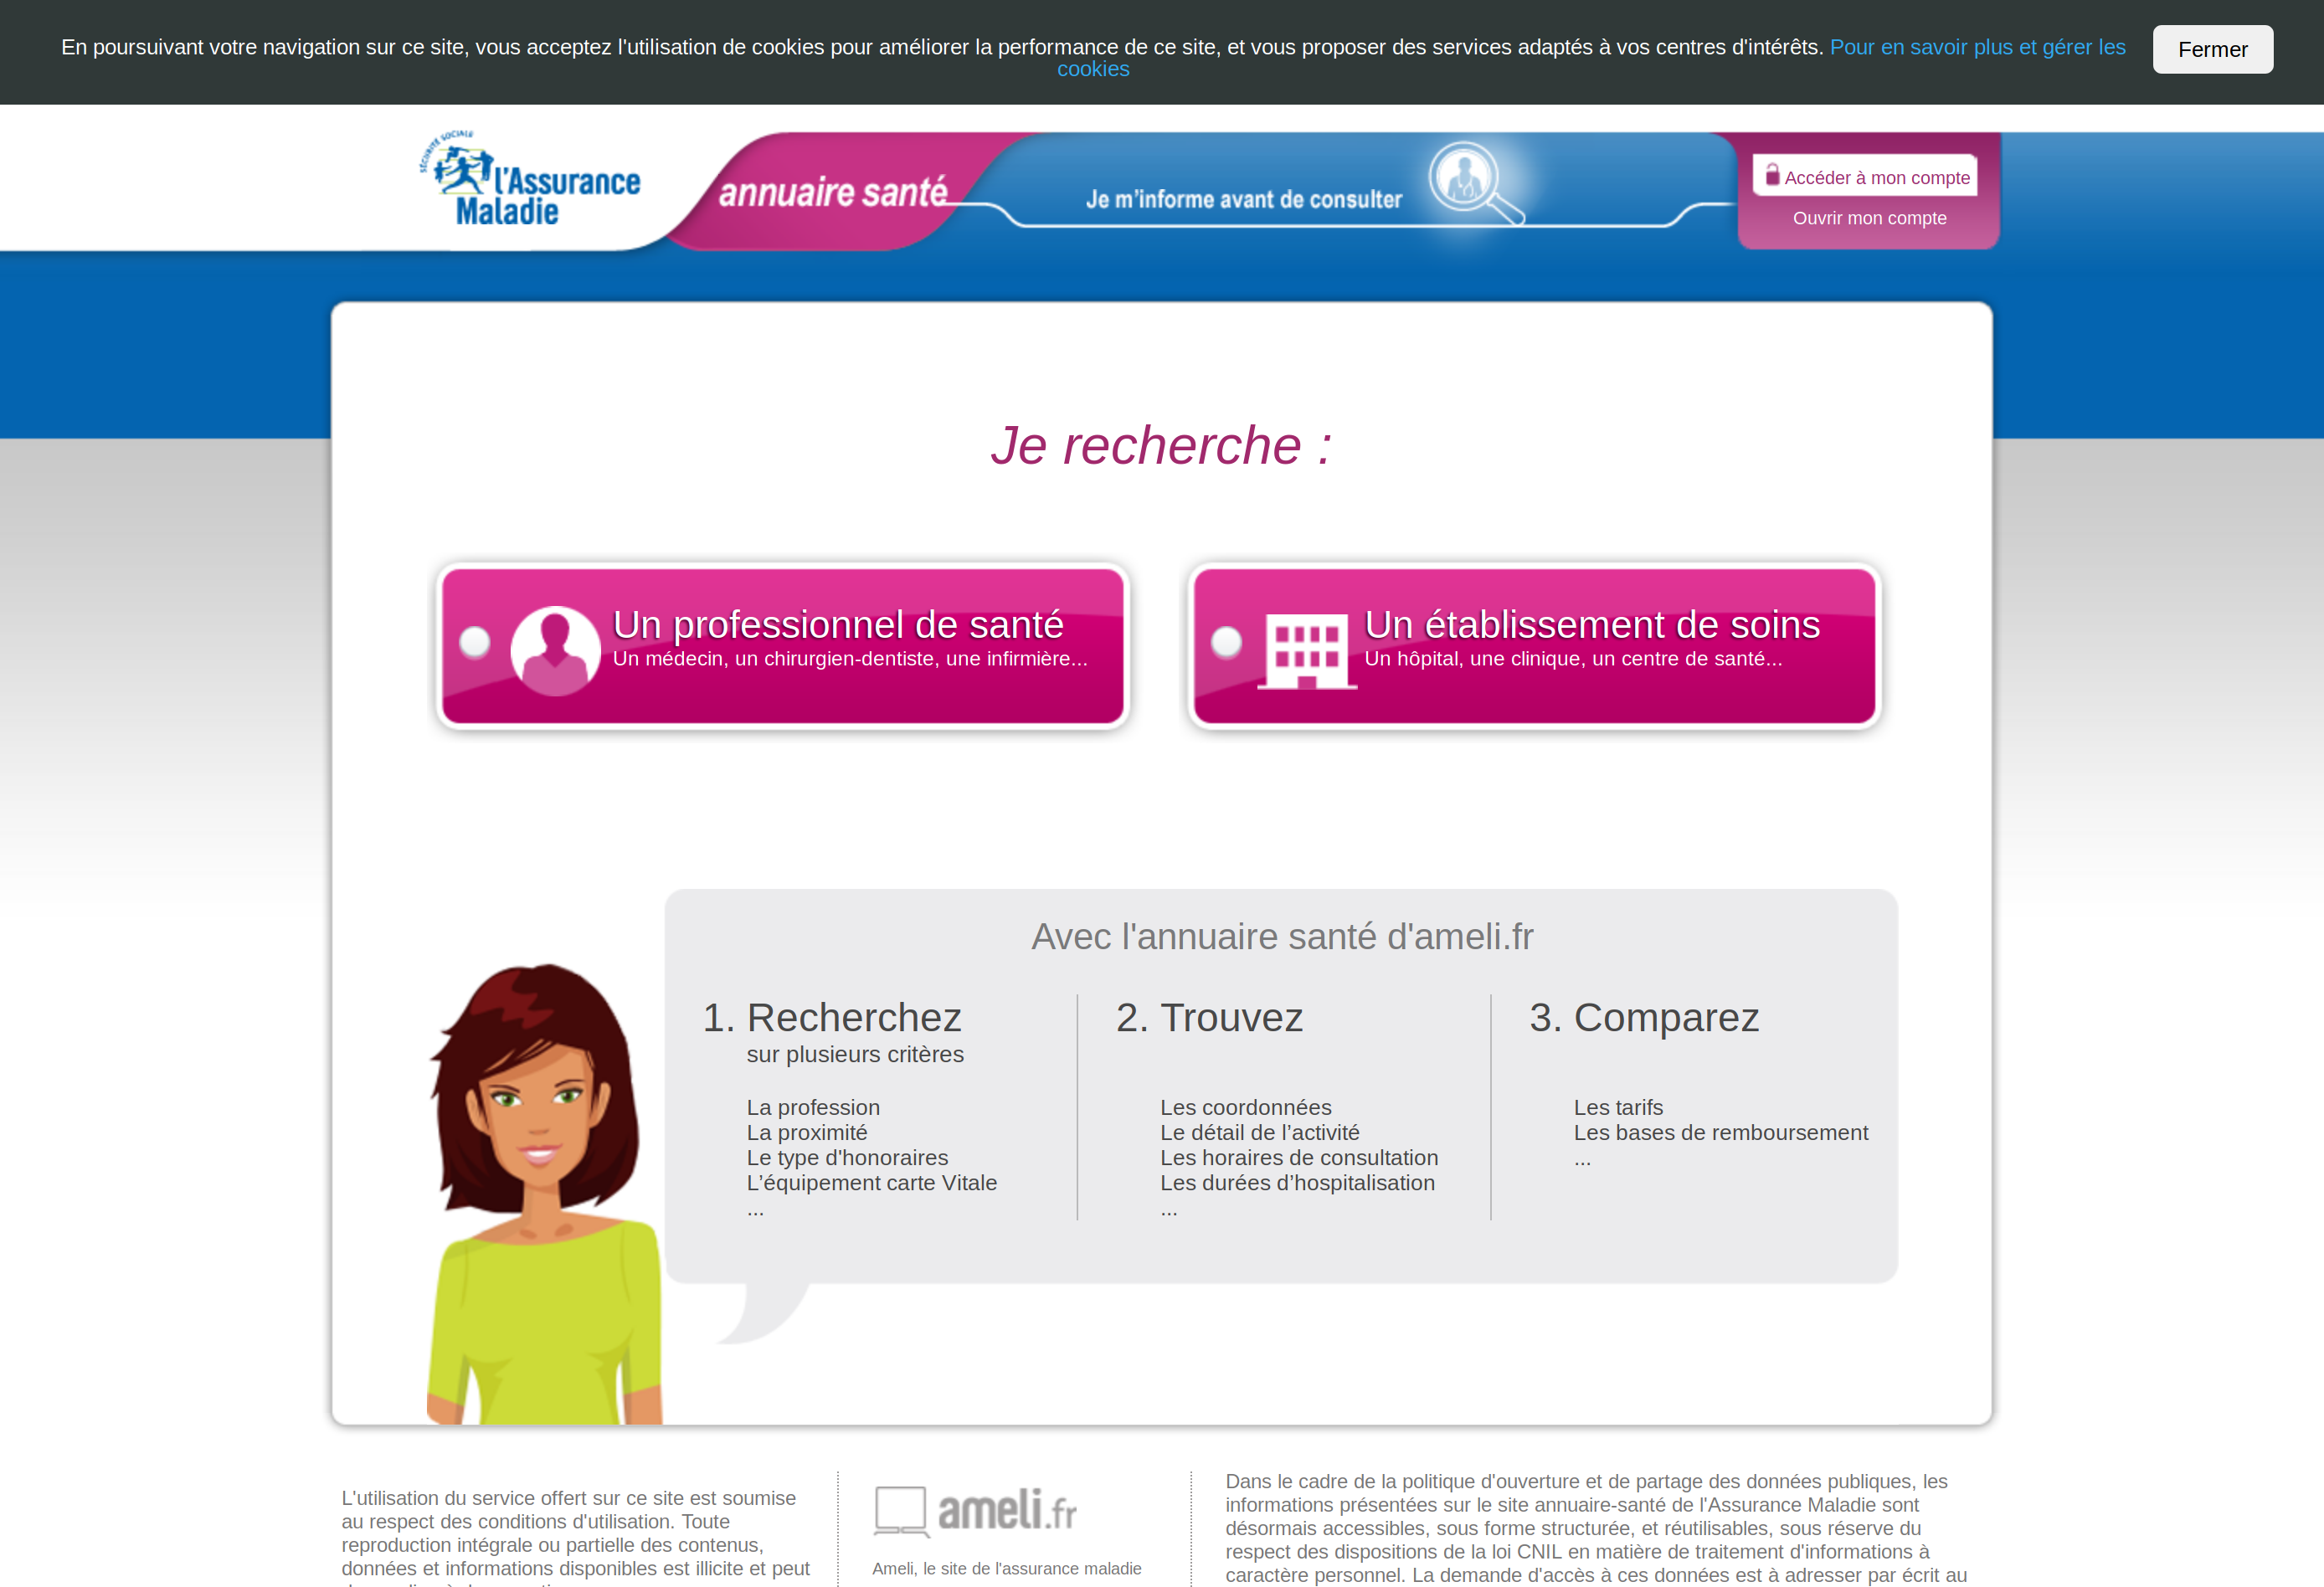 En poursuivant votre navigation sur ce site, vous acceptez l'utilisation de cookies pour améliorer la performance de ce site, et vous proposer des services adaptés à vos centres d'intérêts. Pour en savoir plus et gérer les
cookies
Fermer
SÉCURITÉ SOCIALE
l'Assurance
Maladie
annuaire santé
Je m'informe avant de consulter
Accéder à mon compte
Ouvrir mon compte
Je recherche :
Un professionnel de santé
Un médecin, un chirurgien-dentiste, une infirmière...
Un établissement de soins
Un hôpital, une clinique, un centre de santé...
Avec l'annuaire santé d'ameli.fr
1. Recherchez
sur plusieurs critères
La profession
La proximité
Le type d'honoraires
L’équipement carte Vitale
...
2. Trouvez
Les coordonnées
Le détail de l’activité
Les horaires de consultation
Les durées d’hospitalisation
...
3. Comparez
Les tarifs
Les bases de remboursement
...
L'utilisation du service offert sur ce site est soumise
au respect des conditions d'utilisation. Toute
reproduction intégrale ou partielle des contenus,
données et informations disponibles est illicite et peut
ameli.fr
Ameli, le site de l'assurance maladie
Dans le cadre de la politique d'ouverture et de partage des données publiques, les
informations présentées sur le site annuaire-santé de l'Assurance Maladie sont
désormais accessibles, sous forme structurée, et réutilisables, sous réserve du
respect des dispositions de la loi CNIL en matière de traitement d'informations à
caractère personnel. La demande d'accès à ces données est à adresser par écrit au